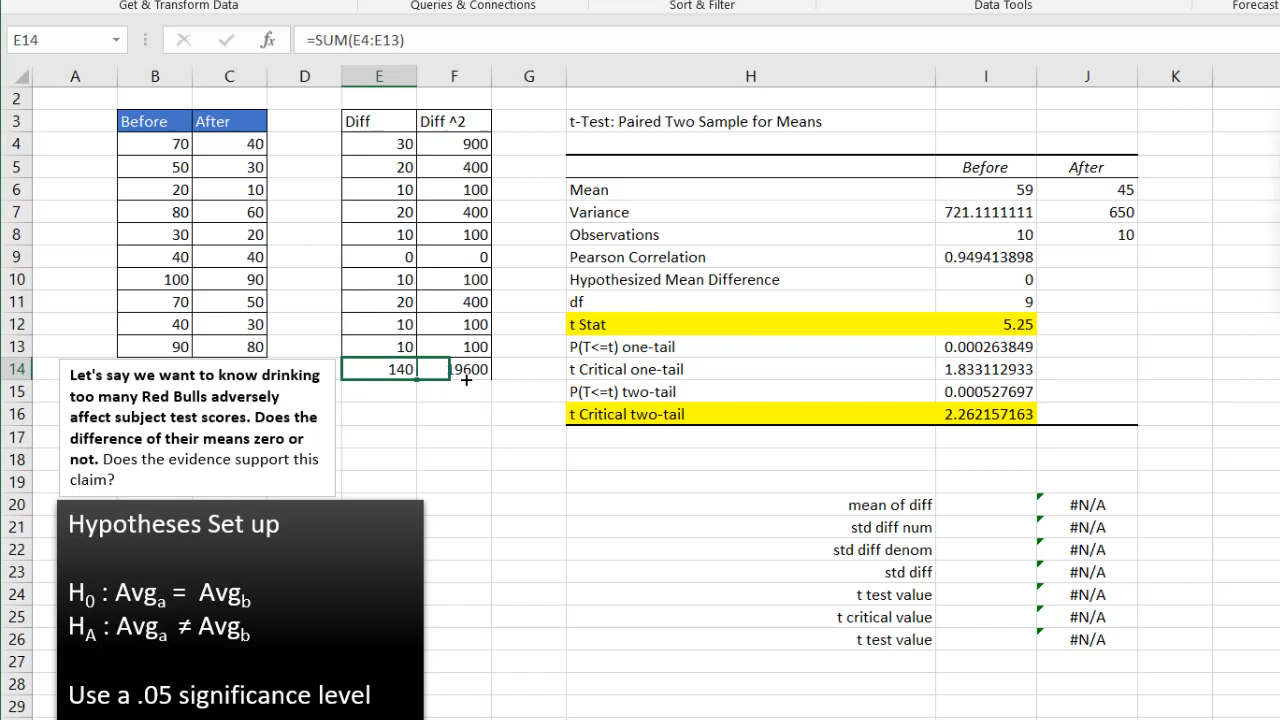 Get & Transform Data Queries & Connections Sort & Filter Data Tools Forecast
E14 fx =SUM(E4:E13)
A B C D E F G H I J K
2
3 Before After Diff Diff ^2 t-Test: Paired Two Sample for Means
4 70 40 30 900
5 50 30 20 400 Before After
6 20 10 10 100 Mean 59 45
7 80 60 20 400 Variance 721.1111111 650
8 30 20 10 100 Observations 10 10
9 40 40 0 0 Pearson Correlation 0.949413898
10 100 90 10 100 Hypothesized Mean Difference 0
11 70 50 20 400 df 9
12 40 30 10 100 t Stat 5.25
13 90 80 10 100 P(T<=t) one-tail 0.000263849
14 140 19600 t Critical one-tail 1.833112933
15 P(T<=t) two-tail 0.000527697
16 t Critical two-tail 2.262157163
17
18
19
20 mean of diff #N/A
21 std diff num #N/A
22 std diff denom #N/A
23 std diff #N/A
24 t test value #N/A
25 t critical value #N/A
26 t test value #N/A
27
28
29
Let's say we want to know drinking
too many Red Bulls adversely
affect subject test scores. Does the
difference of their means zero or
not. Does the evidence support this
claim?
Hypotheses Set up
H0 : Avga = Avgb
HA : Avga ≠ Avgb
Use a .05 significance level